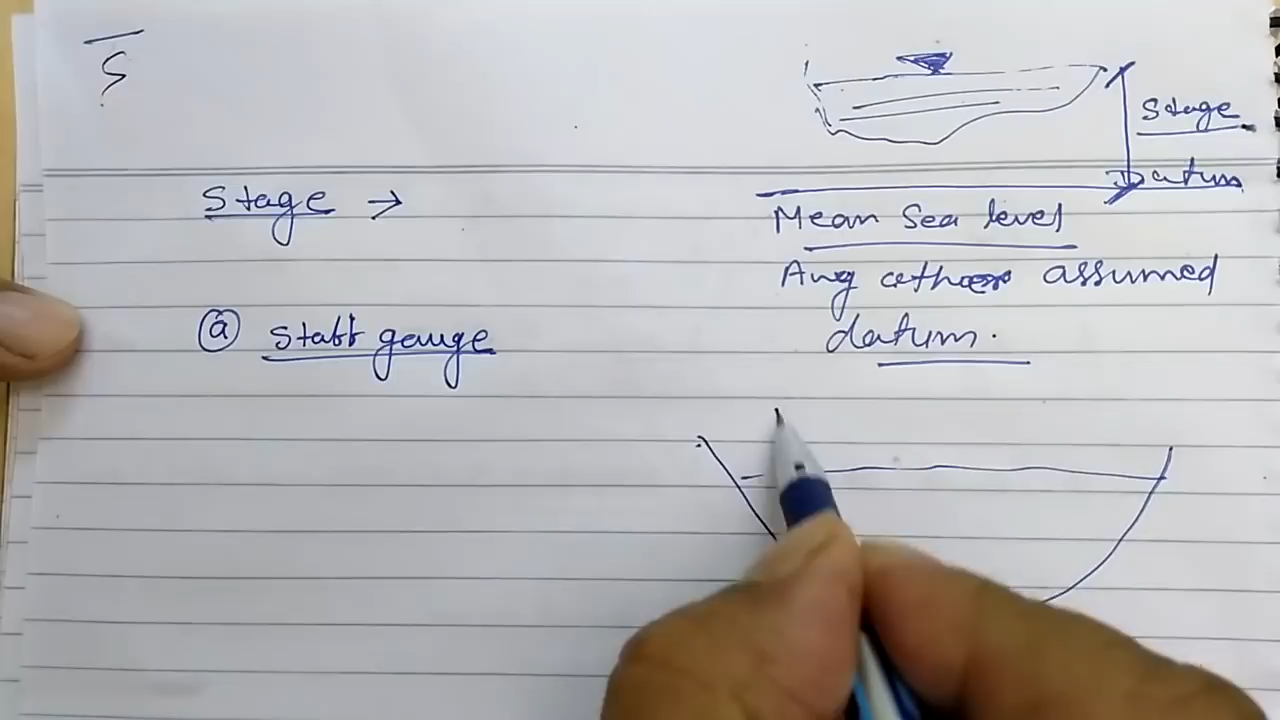 S
Stage
Datum
Stage →
Mean Sea level
Any other assumed
datum.
ⓐ Staff gauge